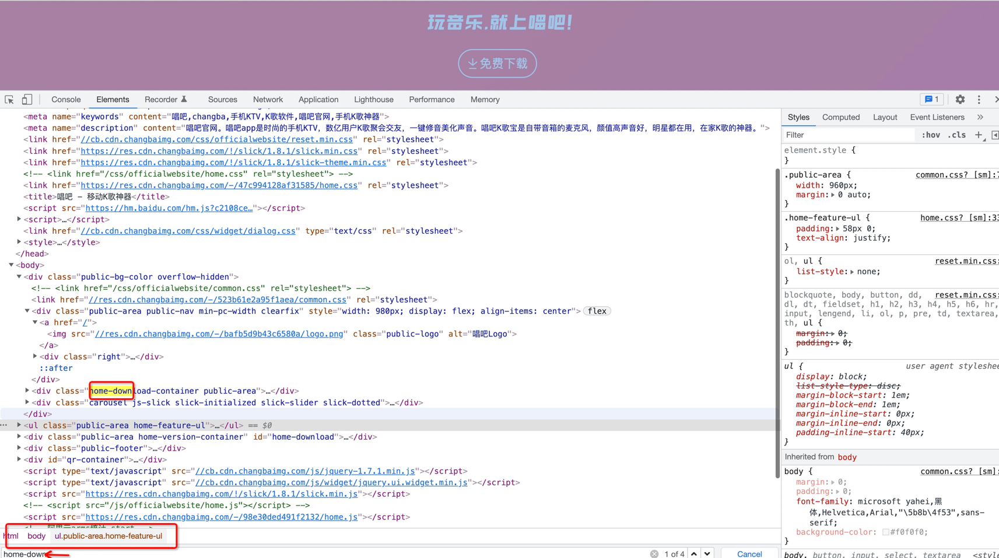 玩音乐.就上唱吧!
免费下载
Console Elements Recorder Sources Network Application Lighthouse Performance Memory 1
<meta name="keywords" content="唱吧,changba,手机KTV,K歌软件,唱吧官网,手机K歌神器">
<meta name="description" content="唱吧官网。唱吧app是时尚的手机KTV，数亿用户K歌聚会交友，一键修音美化声音。唱吧K歌宝是自带音箱的麦克风，颜值高声音好，明星都在用，在家K歌的神器。">
<link href="//cb.cdn.changbaimg.com/css/officialwebsite/reset.min.css" rel="stylesheet">
<link href="https://res.cdn.changbaimg.com/!/slick/1.8.1/slick.min.css" rel="stylesheet">
<link href="https://res.cdn.changbaimg.com/!/slick/1.8.1/slick-theme.min.css" rel="stylesheet">
<!-- <link href="/css/officialwebsite/home.css" rel="stylesheet"> -->
<link href="https://res.cdn.changbaimg.com/-/47c994128af31585/home.css" rel="stylesheet">
<title>唱吧 – 移动K歌神器</title>
<script src="https://hm.baidu.com/hm.js?c2108ce…"></script>
<script>…</script>
<link href="//cb.cdn.changbaimg.com/css/widget/dialog.css" type="text/css" rel="stylesheet">
<style>…</style>
</head>
<body>
<div class="public-bg-color overflow-hidden">
<!-- <link href="/css/officialwebsite/common.css" rel="stylesheet"> -->
<link href="//res.cdn.changbaimg.com/-/523b61e2a95f1aea/common.css" rel="stylesheet">
<div class="public-area public-nav min-pc-width clearfix" style="width: 980px; display: flex; align-items: center"> flex
<a href="/">
<img src="//res.cdn.changbaimg.com/-/bafb5d9b43c6580a/logo.png" class="public-logo" alt="唱吧Logo">
</a>
<div class="right">…</div>
::after
</div>
<div class="home-download-container public-area">…</div>
<div class="carousel js-slick slick-initialized slick-slider slick-dotted">…</div>
</div>
<ul class="public-area home-feature-ul">…</ul> == $0
<div class="public-area home-version-container" id="home-download">…</div>
<div class="public-footer">…</div>
<div id="qr-container">…</div>
<script type="text/javascript" src="//cb.cdn.changbaimg.com/js/jquery-1.7.1.min.js"></script>
<script type="text/javascript" src="//cb.cdn.changbaimg.com/js/widget/jquery.ui.widget.min.js"></script>
<script src="https://res.cdn.changbaimg.com/!/slick/1.8.1/slick.min.js"></script>
<!-- <script src="/js/officialwebsite/home.js"></script> -->
<script src="https://res.cdn.changbaimg.com/-/98e30ded491f2132/home.js"></script>
html body ul.public-area.home-feature-ul
home-down 1 of 4 Cancel
Styles Computed Layout Event Listeners »
Filter :hov .cls +
element.style {
}
.public-area { common.css? [sm]:7
width: 960px;
margin: 0 auto;
}
.home-feature-ul { home.css? [sm]:33
padding: 58px 0;
text-align: justify;
}
ol, ul { reset.min.css:
list-style: none;
}
blockquote, body, button, dd, reset.min.css:
dl, dt, fieldset, h1, h2, h3, h4, h5, h6, hr,
input, lengend, li, ol, p, pre, td, textarea,
th, ul {
margin: 0;
padding: 0;
}
ul { user agent styleshee
display: block;
list-style-type: disc;
margin-block-start: 1em;
margin-block-end: 1em;
margin-inline-start: 0px;
margin-inline-end: 0px;
padding-inline-start: 40px;
}
Inherited from body
body { common.css? [sm]:
margin: 0;
padding: 0;
font-family: microsoft yahei,黑
体,Helvetica,Arial,"\5b8b\4f53",sans-
serif;
background-color: #f0f0f0;
}
body, button, input, select, textarea <style